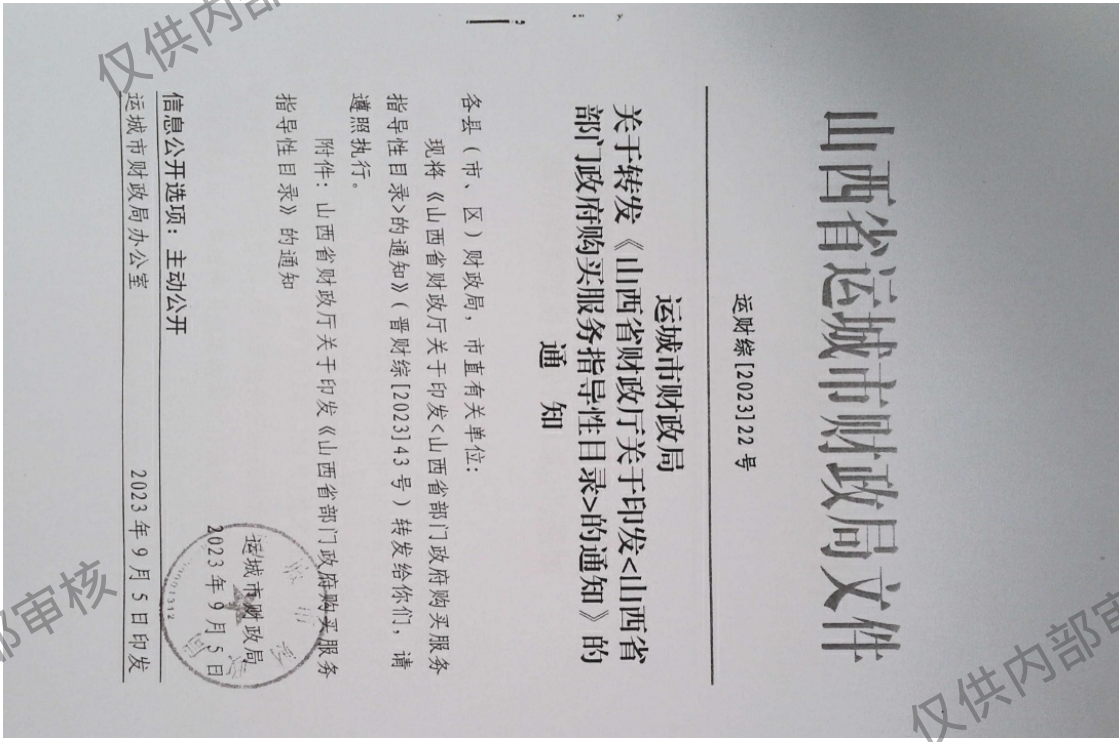 山西省运城市财政局文件
运财综[2023]22号
运城市财政局
关于转发《山西省财政厅关于印发<山西省
部门政府购买服务指导性目录>的通知》的
通 知
各县(市、区)财政局,市直有关单位:
现将《山西省财政厅关于印发<山西省部门政府购买服务
指导性目录>的通知》(晋财综[2023]43号)转发给你们,请
遵照执行。
附件:山西省财政厅关于印发《山西省部门政府购买服务
指导性目录》的通知
运城市财政局
2023年9月5日
信息公开选项:主动公开
运城市财政局办公室 2023年9月5日印发
仅供内部
部审核
仅供内部审